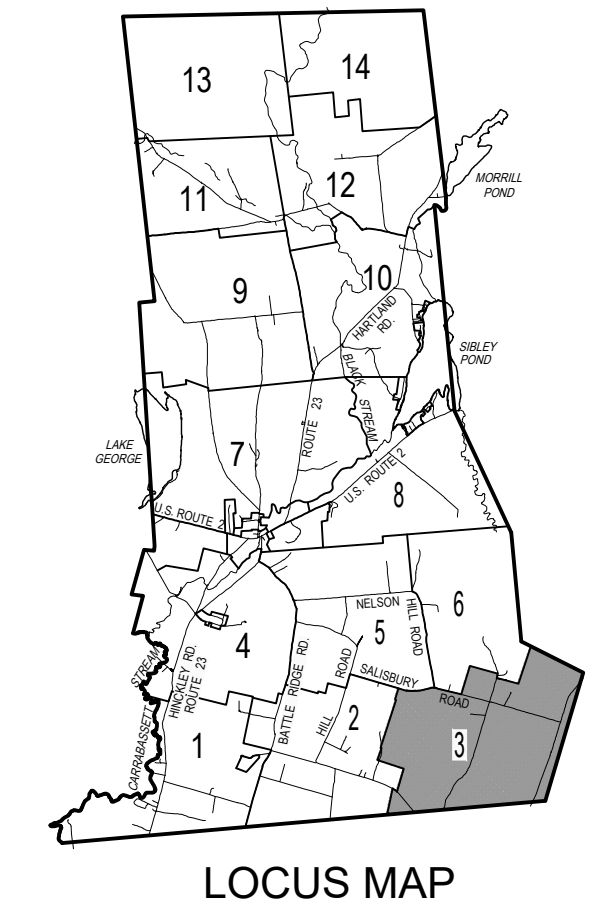 13
14
MORRILL
POND
11
12
9
10
HARTLAND
RD.
SIBLEY
POND
BLACK STREAM
ROUTE 23
LAKE
GEORGE
7
U.S. ROUTE 2
U.S. ROUTE 2
8
NELSON
HILL ROAD
6
5
4
HINCKLEY RD.
ROUTE 23
BATTLE RIDGE RD.
HILL ROAD
SALISBURY
ROAD
CARRABASSETT STREAM
2
1
3
LOCUS MAP